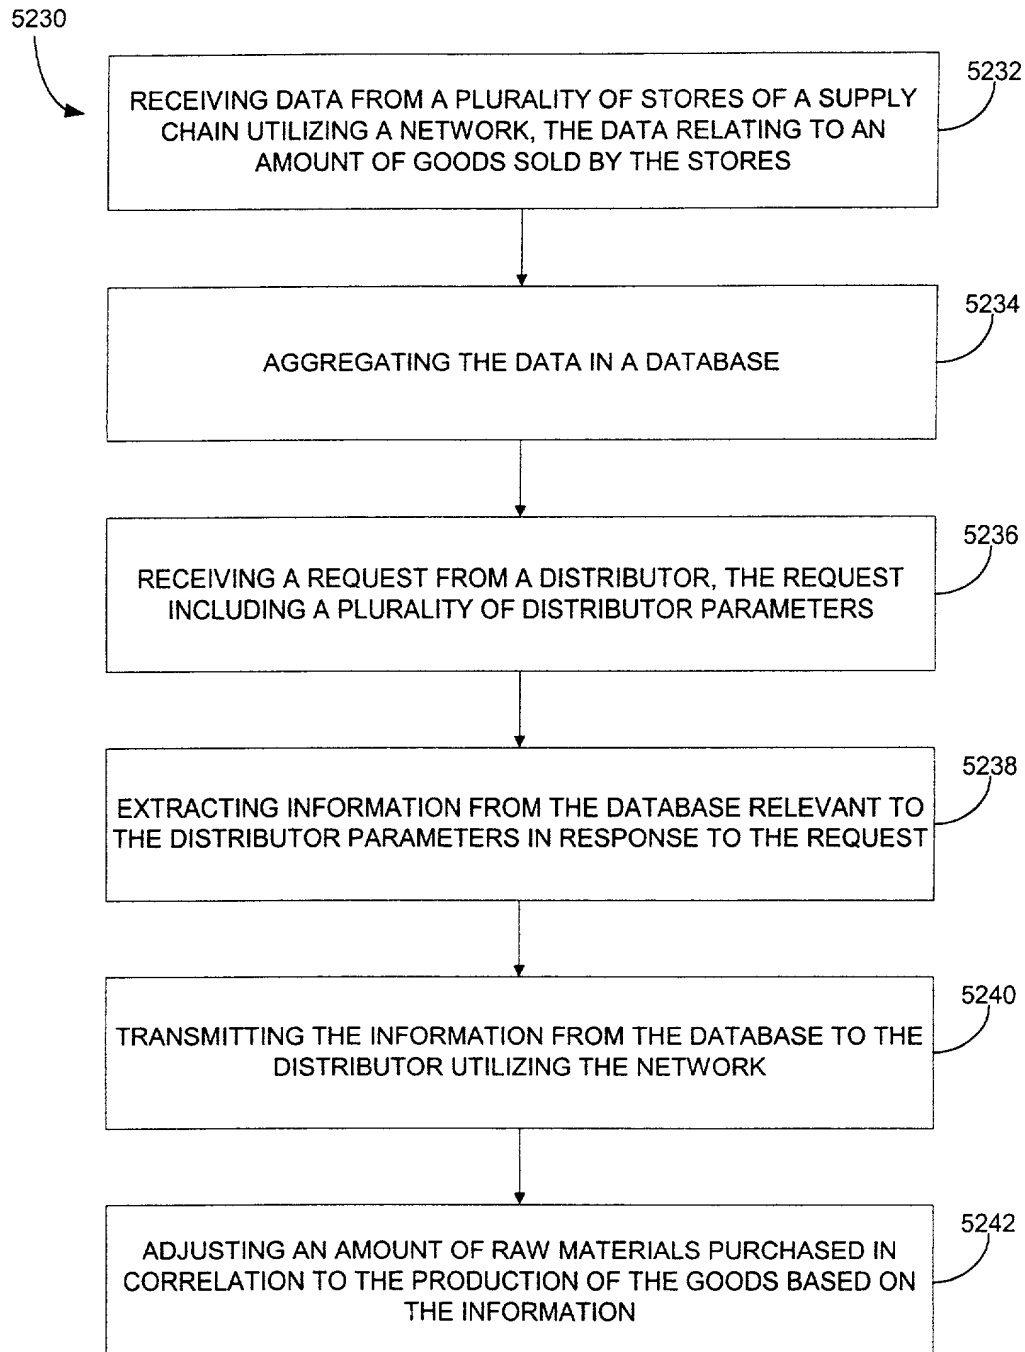 5230
5232
RECEIVING DATA FROM A PLURALITY OF STORES OF A SUPPLY
CHAIN UTILIZING A NETWORK, THE DATA RELATING TO AN
AMOUNT OF GOODS SOLD BY THE STORES
5234
AGGREGATING THE DATA IN A DATABASE
5236
RECEIVING A REQUEST FROM A DISTRIBUTOR, THE REQUEST
INCLUDING A PLURALITY OF DISTRIBUTOR PARAMETERS
5238
EXTRACTING INFORMATION FROM THE DATABASE RELEVANT TO
THE DISTRIBUTOR PARAMETERS IN RESPONSE TO THE REQUEST
5240
TRANSMITTING THE INFORMATION FROM THE DATABASE TO THE
DISTRIBUTOR UTILIZING THE NETWORK
5242
ADJUSTING AN AMOUNT OF RAW MATERIALS PURCHASED IN
CORRELATION TO THE PRODUCTION OF THE GOODS BASED ON
THE INFORMATION